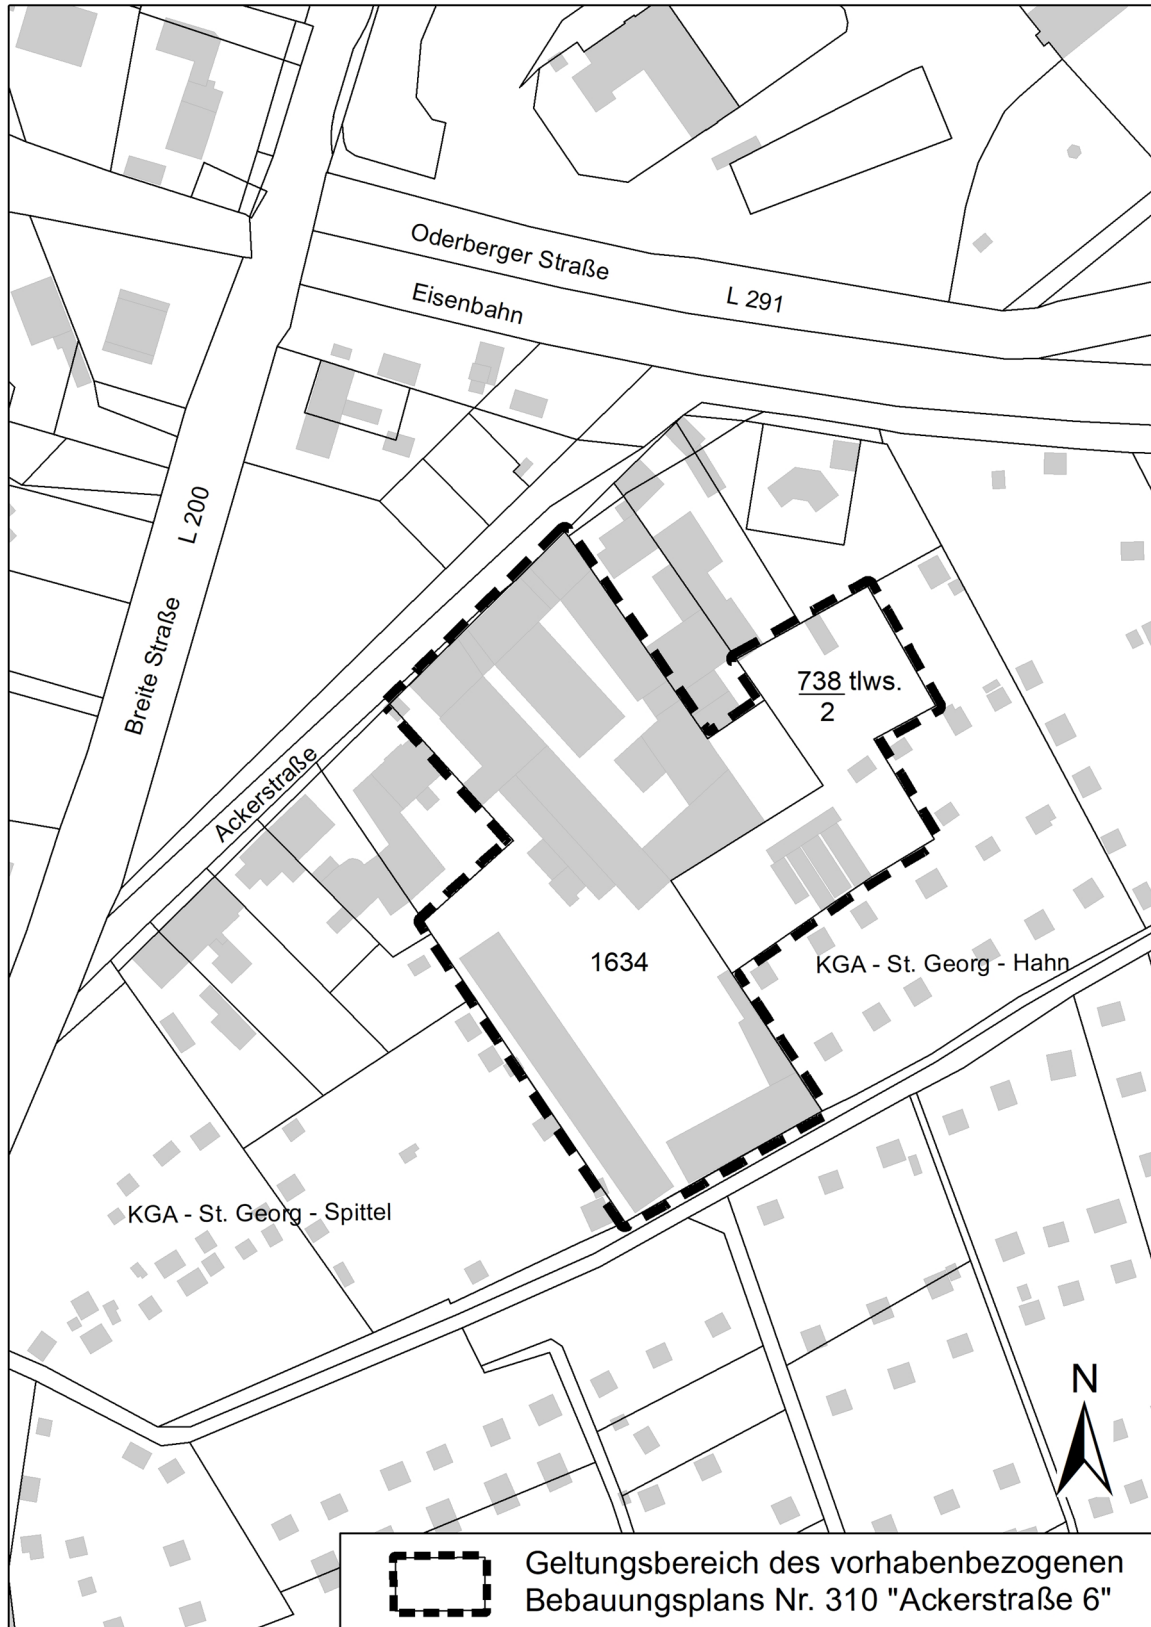 Oderberger Straße
L 291
Eisenbahn
L 200
Breite Straße
738 tlws.
2
Ackerstraße
1634
KGA - St. Georg - Hahn
KGA - St. Georg - Spittel
N
Geltungsbereich des vorhabenbezogenen
Bebauungsplans Nr. 310 "Ackerstraße 6"